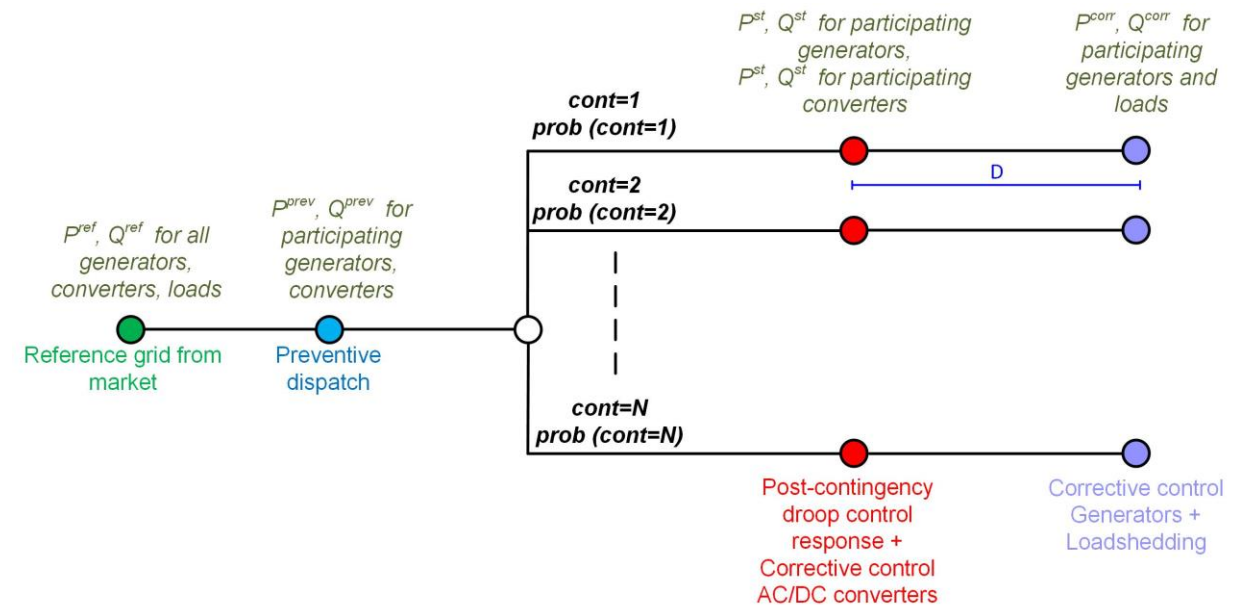 P^st, Q^st for participating
generators,
P^st, Q^st for participating
converters
P^corr, Q^corr for
participating
generators and
loads
cont=1
prob (cont=1)
D
cont=2
prob (cont=2)
P^prev, Q^prev for
participating
generators,
converters
P^ref, Q^ref for all
generators,
converters, loads
Reference grid from
market
Preventive
dispatch
cont=N
prob (cont=N)
Post-contingency
droop control
response +
Corrective control
AC/DC converters
Corrective control
Generators +
Loadshedding